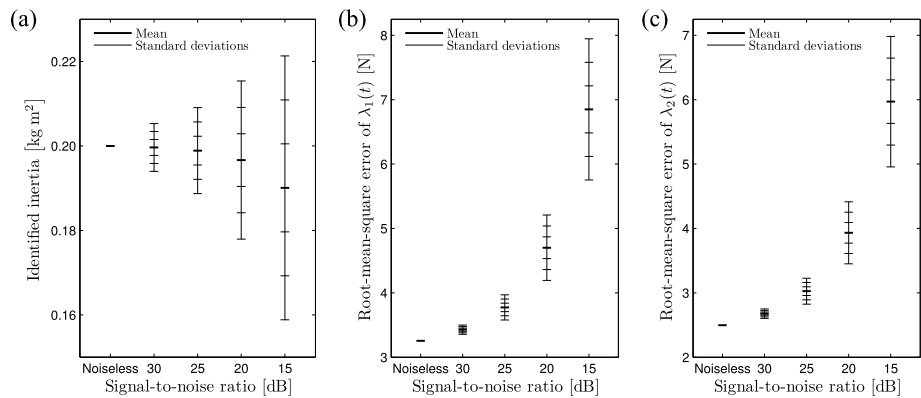 (a)
Mean
Standard deviations
0.22
0.20
0.18
0.16
Identified inertia [kg m²]
Noiseless 30 25 20 15
Signal-to-noise ratio [dB]
(b)
Mean
Standard deviations
8
7
6
5
4
3
Root-mean-square error of λ₁(t) [N]
Noiseless 30 25 20 15
Signal-to-noise ratio [dB]
(c)
Mean
Standard deviations
7
6
5
4
3
2
Root-mean-square error of λ₂(t) [N]
Noiseless 30 25 20 15
Signal-to-noise ratio [dB]